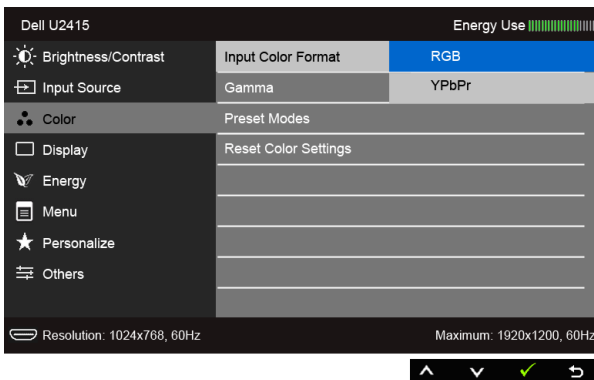 Dell U2415
Energy Use
Brightness/Contrast
Input Color Format
RGB
Input Source
Gamma
YPbPr
Color
Preset Modes
Display
Reset Color Settings
Energy
Menu
Personalize
Others
Resolution: 1024x768, 60Hz
Maximum: 1920x1200, 60Hz